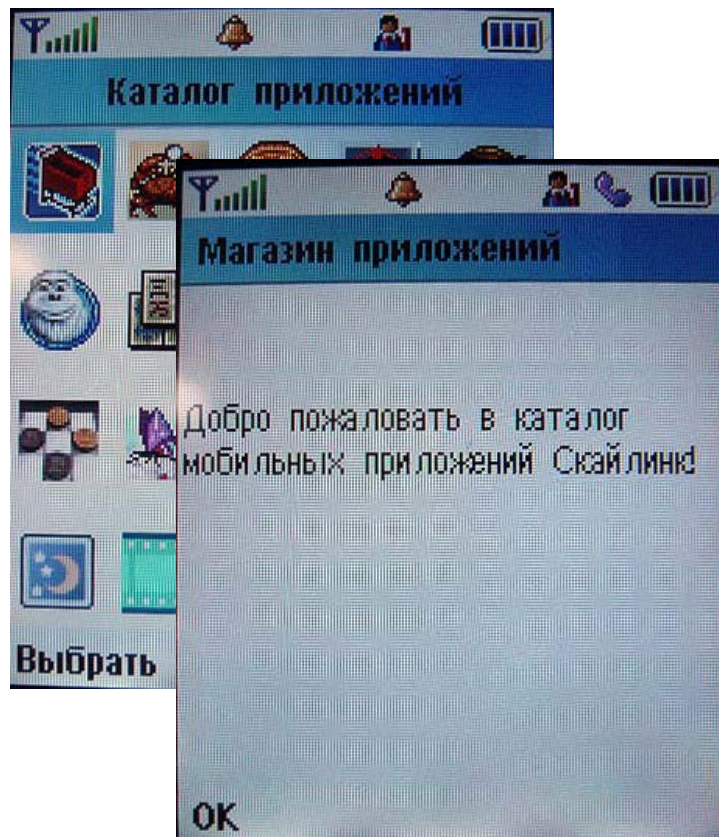 Каталог приложений
Выбрать
Магазин приложений
Добро пожаловать в каталог
мобильных приложений Скайлинк!
OK